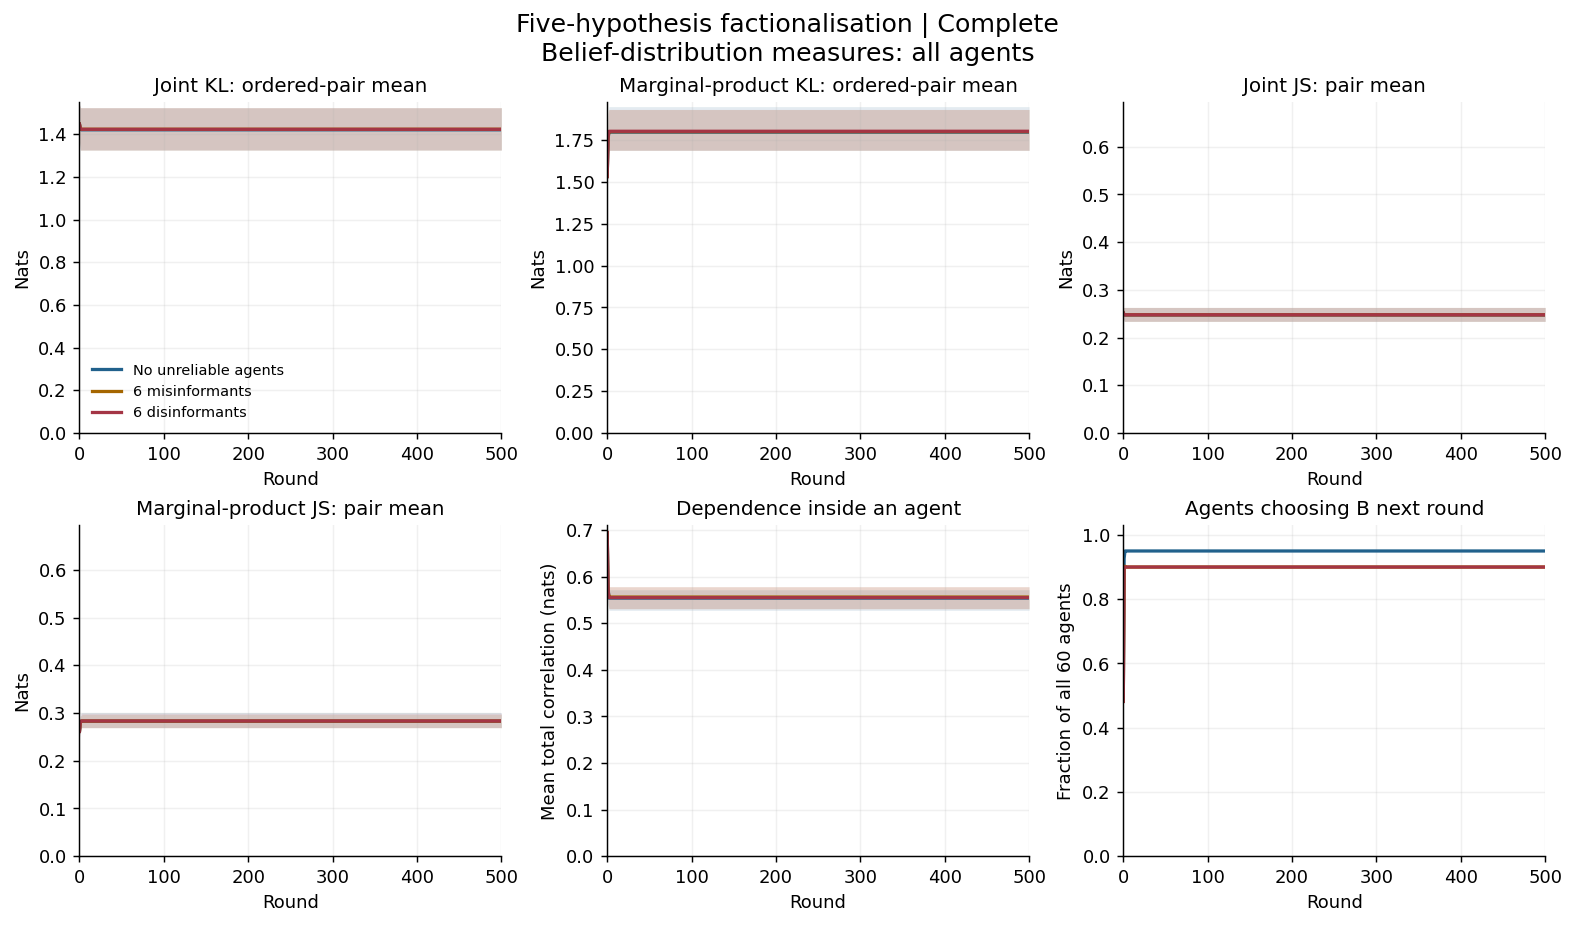 Five-hypothesis factionalisation | Complete
Belief-distribution measures: all agents
Joint KL: ordered-pair mean
Nats
1.4
1.2
1.0
0.8
0.6
0.4
0.2
0.0
No unreliable agents
6 misinformants
6 disinformants
0 100 200 300 400 500
Round
Marginal-product KL: ordered-pair mean
Nats
1.75
1.50
1.25
1.00
0.75
0.50
0.25
0.00
0 100 200 300 400 500
Round
Joint JS: pair mean
Nats
0.6
0.5
0.4
0.3
0.2
0.1
0.0
0 100 200 300 400 500
Round
Marginal-product JS: pair mean
Nats
0.6
0.5
0.4
0.3
0.2
0.1
0.0
0 100 200 300 400 500
Round
Dependence inside an agent
Mean total correlation (nats)
0.7
0.6
0.5
0.4
0.3
0.2
0.1
0.0
0 100 200 300 400 500
Round
Agents choosing B next round
Fraction of all 60 agents
1.0
0.8
0.6
0.4
0.2
0.0
0 100 200 300 400 500
Round